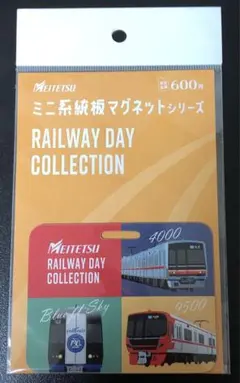 MEITETSU
600円
ミニ系統板マグネットシリーズ
RAILWAY DAY
COLLECTION
MEITETSU
RAILWAY DAY
COLLECTION
4000
Blue Sky
9500